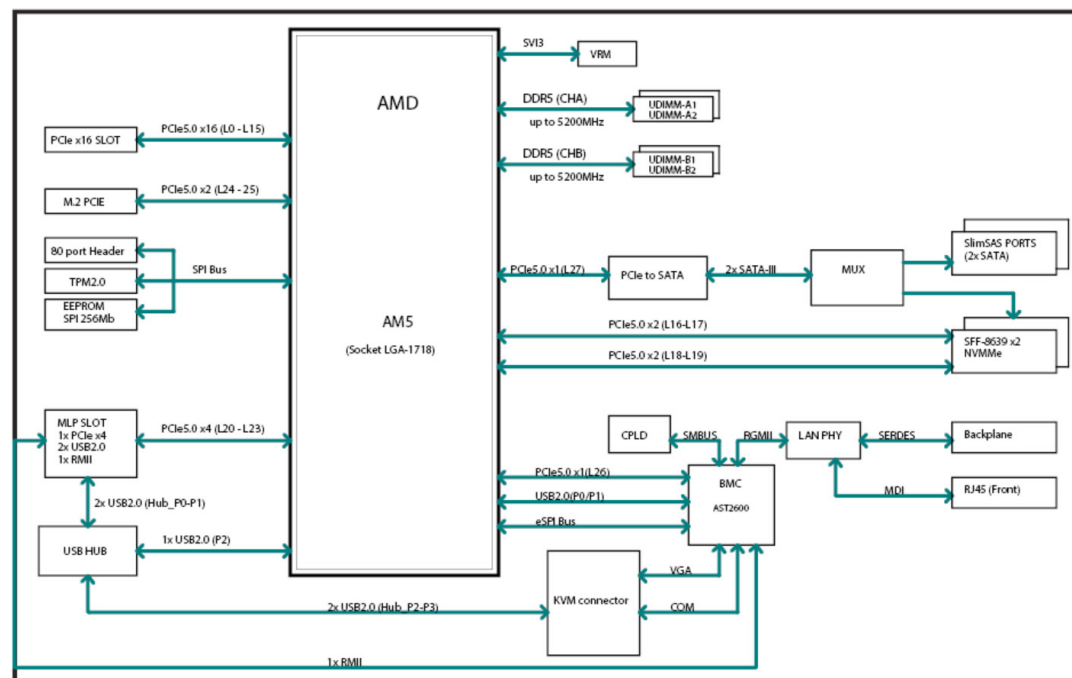 SVI3
VRM
AMD
DDR5 (CHA)
up to 5200MHz
UDIMM-A1
UDIMM-A2
PCIe x16 SLOT
PCIe5.0 x16 (L0 - L15)
DDR5 (CHB)
up to 5200MHz
UDIMM-B1
UDIMM-B2
M.2 PCIE
PCIe5.0 x2 (L24 - 25)
80 port Header
TPM2.0
EEPROM
SPI 256Mb
SPI Bus
PCIe5.0 x1(L27)
PCIe to SATA
2x SATA-III
MUX
SlimSAS PORTS
(2x SATA)
AM5
(Socket LGA-1718)
PCIe5.0 x2 (L16-L17)
PCIe5.0 x2 (L18-L19)
SFF-8639 x2
NVMMe
MLP SLOT
1x PCIe x4
2x USB2.0
1x RMII
PCIe5.0 x4 (L20 - L23)
CPLD
SMBUS
RGMII
LAN PHY
SERDES
Backplane
MDI
RJ45 (Front)
PCIe5.0 x1(L26)
USB2.0(P0/P1)
eSPI Bus
BMC
AST2600
2x USB2.0 (Hub_P0-P1)
USB HUB
1x USB2.0 (P2)
KVM connector
VGA
COM
2x USB2.0 (Hub_P2-P3)
1x RMII